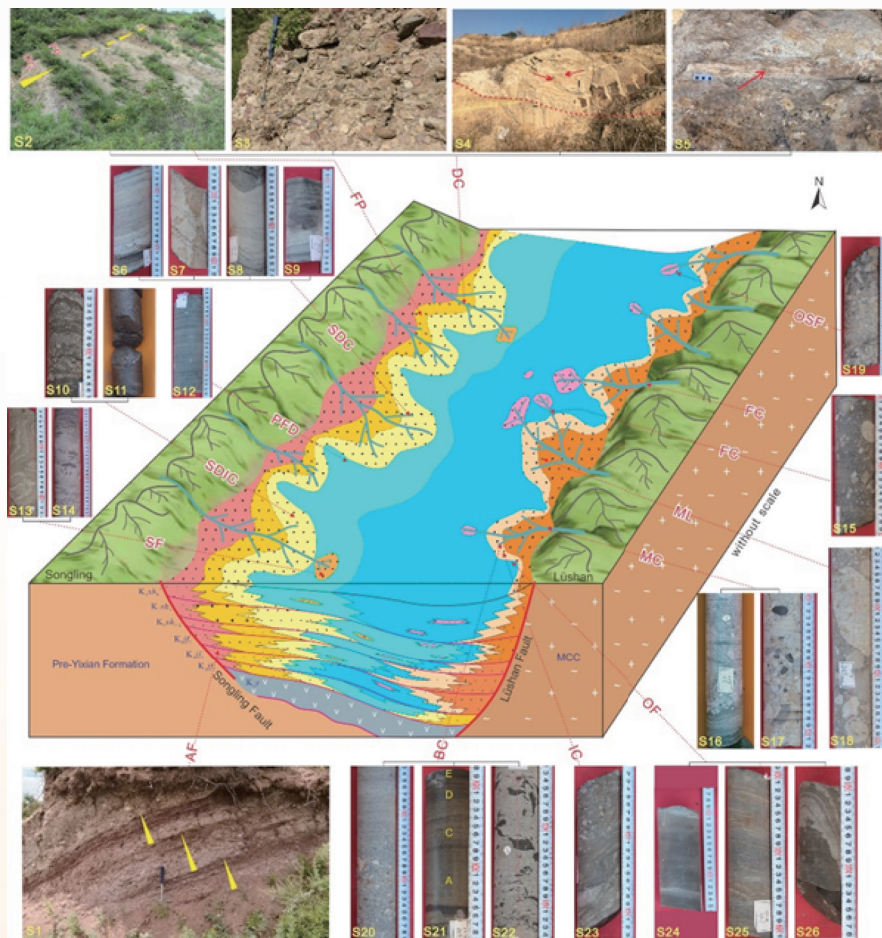 S2
S3
S4
S5
DC
FP
N
S6
S7
S8
S9
S10
S11
S12
S13
S14
SDC
PFD
SDIC
SF
OSF
FC
FC
ML
MC
without scale
S19
S15
S16
S17
S18
Songling
Lüshan
Pre-Yixian Formation
Songling Fault
Lüshan Fault
MCC
AF
BC
IC
OF
S1
S20
E
D
C
A
S21
S22
S23
S24
S25
S26